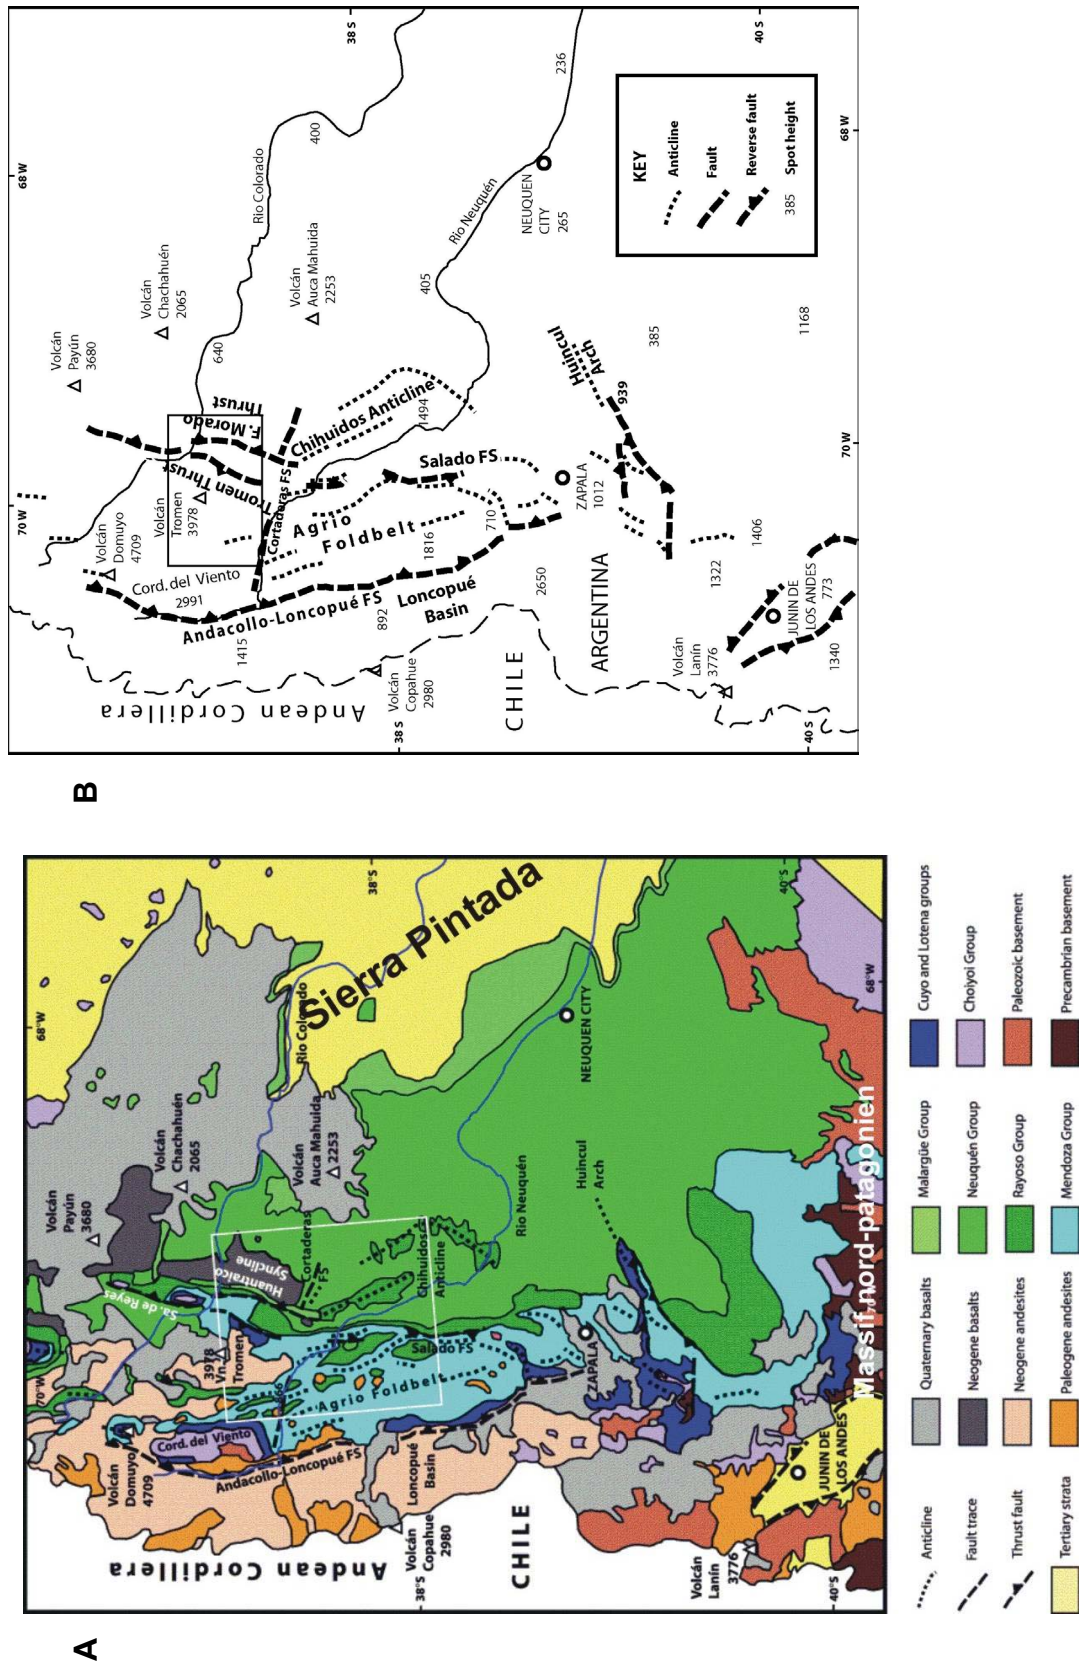 A
68°W
70°W
Volcán
Payún
3680
Volcán
Chachahuén
2065
Sa. de Reyes
Huantraico
Syncline
Rio Colorado
38°S
Sierra Pintada
Volcán
Auca Mahuida
2253
Cortaderas
FS
3978
Vn.
Tromen
Volcán
Domuyo
4709
Cord. del Viento
Andacollo-Loncopué FS
Agrio Foldbelt
Salado FS
Chihuidos
Anticline
Rio Neuquén
Loncopué
Basin
Andean Cordillera
Volcán
Copahue
2980
38°S
CHILE
NEUQUEN CITY
Huincul
Arch
ZAPALA
40°S
68°W
Massif nord-patagonien
JUNIN DE
LOS ANDES
Volcán
Lanín
3776
40°S
Anticline
Fault trace
Thrust fault
Tertiary strata
Quaternary basalts
Neogene basalts
Neogene andesites
Paleogene andesites
Malargüe Group
Neuquén Group
Rayoso Group
Mendoza Group
Cuyo and Lotena groups
Choiyoi Group
Paleozoic basement
Precambrian basement
B
70 W
68 W
38 S
40 S
Volcán
Payún
3680
Volcán
Chachahuén
2065
Rio Colorado
400
640
Volcán
Auca Mahuida
2253
Volcán
Domuyo
4709
Volcán
Tromen
3978
Tromen Thrust
F. Morado
Thrust
Cord. del Viento
2991
Cortaderas FS
Chihuidos Anticline
1494
Andacollo-Loncopué FS
1415
892
Agrio
Foldbelt
1816
710
Salado FS
Loncopué
Basin
Andean Cordillera
Volcán
Copahue
2980
38 S
CHILE
2650
ARGENTINA
405
Rio Neuquén
236
NEUQUEN
CITY
265
Huincul
Arch
939
385
1168
ZAPALA
1012
1322
1406
JUNIN DE
LOS ANDES
773
1340
Volcán
Lanín
3776
40 S
70 W
68 W
KEY
Anticline
Fault
Reverse fault
385
Spot height